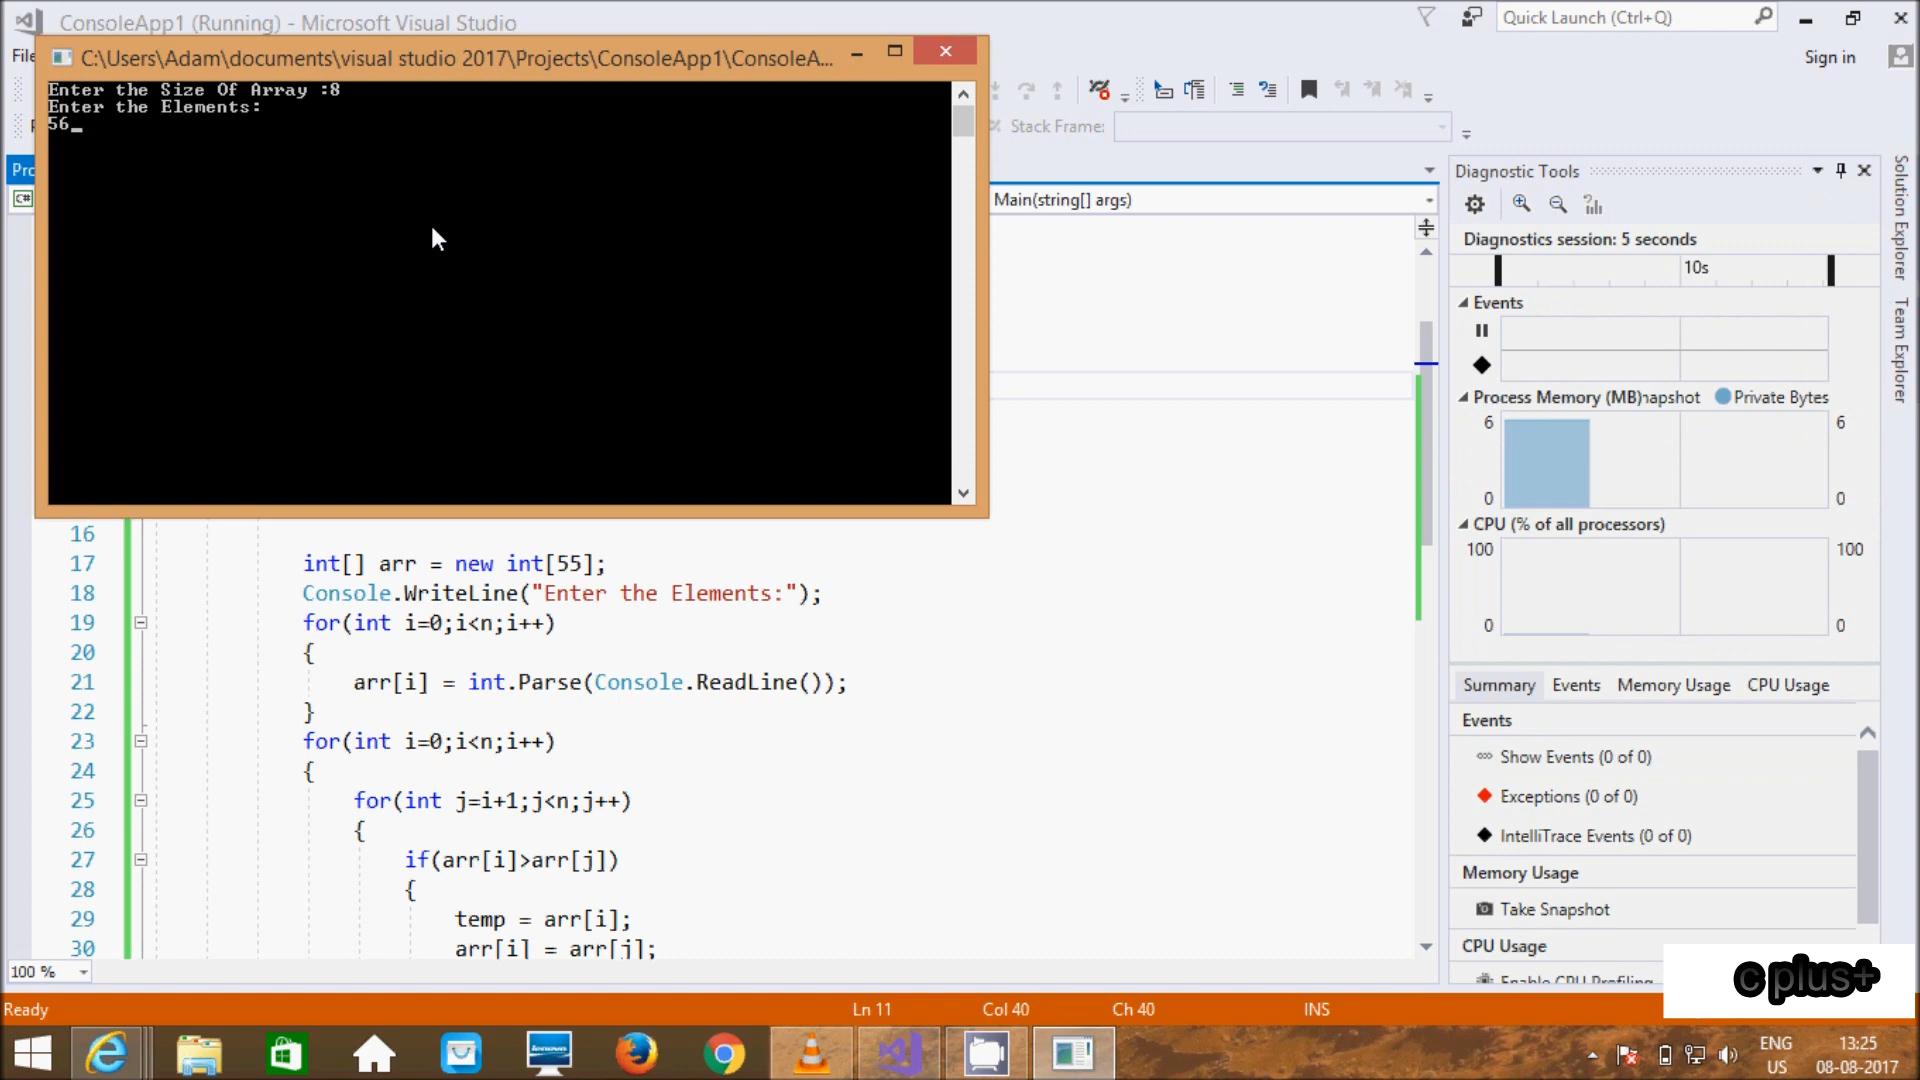 ConsoleApp1 (Running) - Microsoft Visual Studio
Quick Launch (Ctrl+Q)
File
Sign in
C:\Users\Adam\documents\visual studio 2017\Projects\ConsoleApp1\ConsoleA...
Enter the Size Of Array :8
Enter the Elements:
56_
Stack Frame:
Main(string[] args)
16
17 int[] arr = new int[55];
18 Console.WriteLine("Enter the Elements:");
19 for(int i=0;i<n;i++)
20 {
21 arr[i] = int.Parse(Console.ReadLine());
22 }
23 for(int i=0;i<n;i++)
24 {
25 for(int j=i+1;j<n;j++)
26 {
27 if(arr[i]>arr[j])
28 {
29 temp = arr[i];
30 arr[i] = arr[j];
100 %
Diagnostic Tools
Diagnostics session: 5 seconds
10s
Events
Process Memory (MB) napshot Private Bytes
6 6
0 0
CPU (% of all processors)
100 100
0 0
Summary Events Memory Usage CPU Usage
Events
Show Events (0 of 0)
Exceptions (0 of 0)
IntelliTrace Events (0 of 0)
Memory Usage
Take Snapshot
CPU Usage
Enable CPU Profiling
Solution Explorer
Team Explorer
c plus+
Ready Ln 11 Col 40 Ch 40 INS
lenovo
ENG
US
13:25
08-08-2017